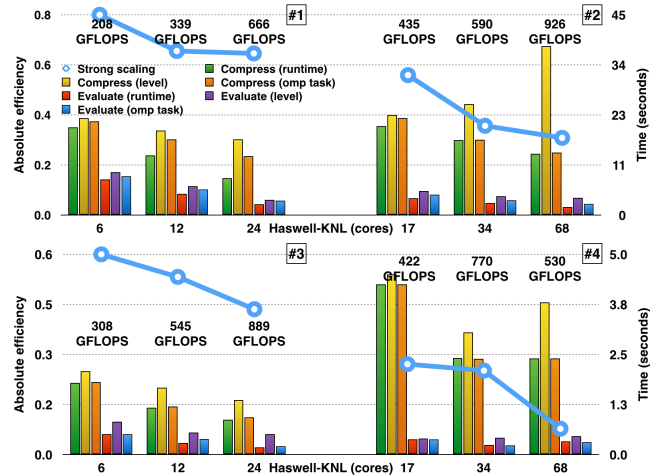 0.8
0.6
0.4
0.2
0.0
Absolute efficiency
208
GFLOPS
339
GFLOPS
666
GFLOPS
#1
435
GFLOPS
590
GFLOPS
926
GFLOPS
#2
45
34
23
11
0
Time (seconds)
Strong scaling
Compress (runtime)
Compress (level)
Compress (omp task)
Evaluate (runtime)
Evaluate (level)
Evaluate (omp task)
6 12 24 Haswell-KNL (cores) 17 34 68
0.6
0.5
0.3
0.2
0.0
Absolute efficiency
308
GFLOPS
545
GFLOPS
889
GFLOPS
#3
422
GFLOPS
770
GFLOPS
530
GFLOPS
#4
5.0
3.8
2.5
1.3
0.0
Time (seconds)
6 12 24 Haswell-KNL (cores) 17 34 68